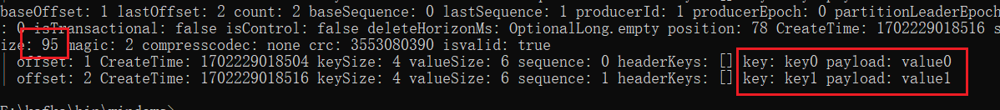 baseOffset: 1 lastOffset: 2 count: 2 baseSequence: 0 lastSequence: 1 producerId: 1 producerEpoch: 0 partitionLeaderEpoch
: 0 isTransactional: false isControl: false deleteHorizonMs: OptionalLong.empty position: 78 CreateTime: 1702229018516 s
ize: 95 magic: 2 compresscodec: none crc: 3553080390 isvalid: true
| offset: 1 CreateTime: 1702229018504 keySize: 4 valueSize: 6 sequence: 0 headerKeys: [] key: key0 payload: value0
| offset: 2 CreateTime: 1702229018516 keySize: 4 valueSize: 6 sequence: 1 headerKeys: [] key: key1 payload: value1